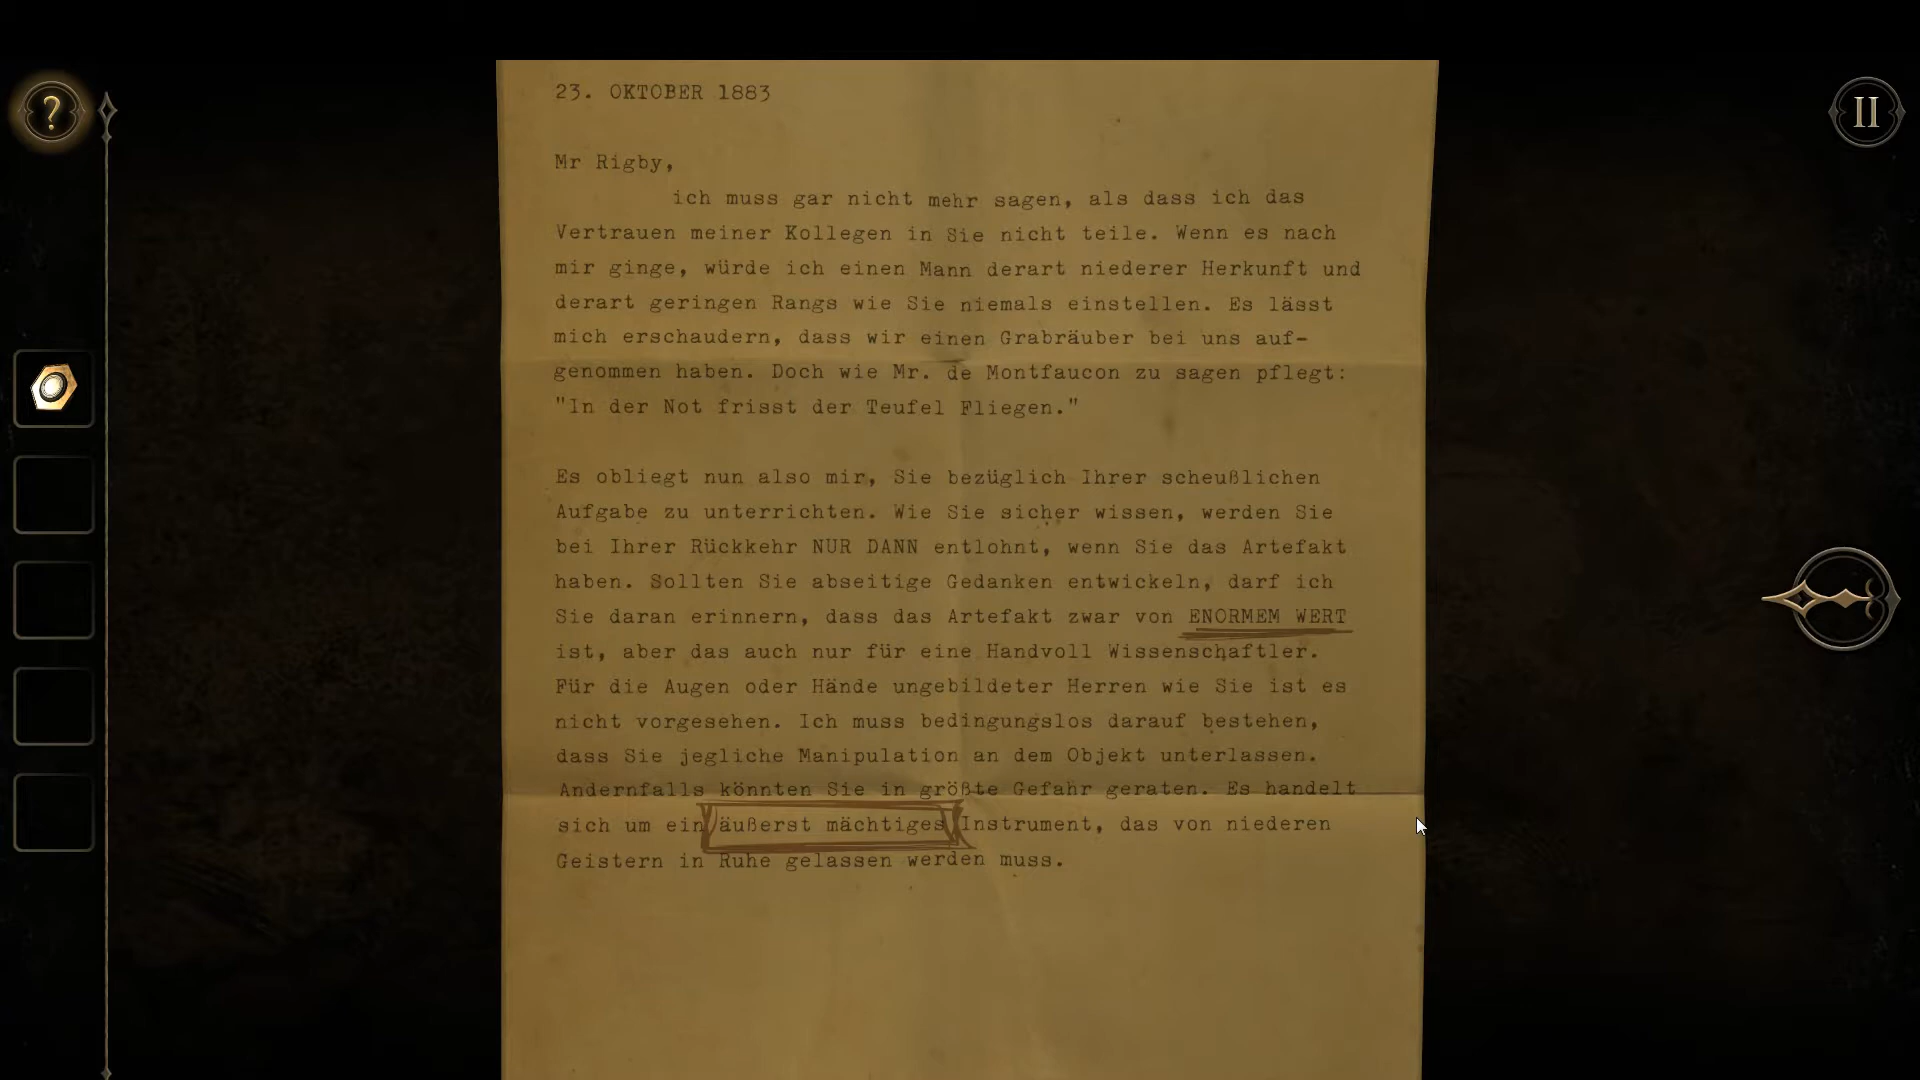 23. OKTOBER 1883
Mr Rigby,
ich muss gar nicht mehr sagen, als dass ich das
Vertrauen meiner Kollegen in Sie nicht teile. Wenn es nach
mir ginge, würde ich einen Mann derart niederer Herkunft und
derart geringen Rangs wie Sie niemals einstellen. Es lässt
mich erschaudern, dass wir einen Grabräuber bei uns auf-
genommen haben. Doch wie Mr. de Montfaucon zu sagen pflegt:
"In der Not frisst der Teufel Fliegen."
Es obliegt nun also mir, Sie bezüglich Ihrer scheußlichen
Aufgabe zu unterrichten. Wie Sie sicher wissen, werden Sie
bei Ihrer Rückkehr NUR DANN entlohnt, wenn Sie das Artefakt
haben. Sollten Sie abseitige Gedanken entwickeln, darf ich
Sie daran erinnern, dass das Artefakt zwar von ENORMEM WERT
ist, aber das auch nur für eine Handvoll Wissenschaftler.
Für die Augen oder Hände ungebildeter Herren wie Sie ist es
nicht vorgesehen. Ich muss bedingungslos darauf bestehen,
dass Sie jegliche Manipulation an dem Objekt unterlassen.
Andernfalls könnten Sie in größte Gefahr geraten. Es handelt
sich um ein äußerst mächtiges Instrument, das von niederen
Geistern in Ruhe gelassen werden muss.